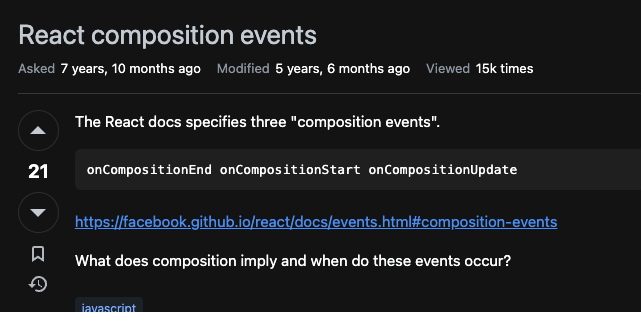 React composition events
Asked 7 years, 10 months ago Modified 5 years, 6 months ago Viewed 15k times
The React docs specifies three "composition events".
21
onCompositionEnd onCompositionStart onCompositionUpdate
https://facebook.github.io/react/docs/events.html#composition-events
What does composition imply and when do these events occur?
javascript